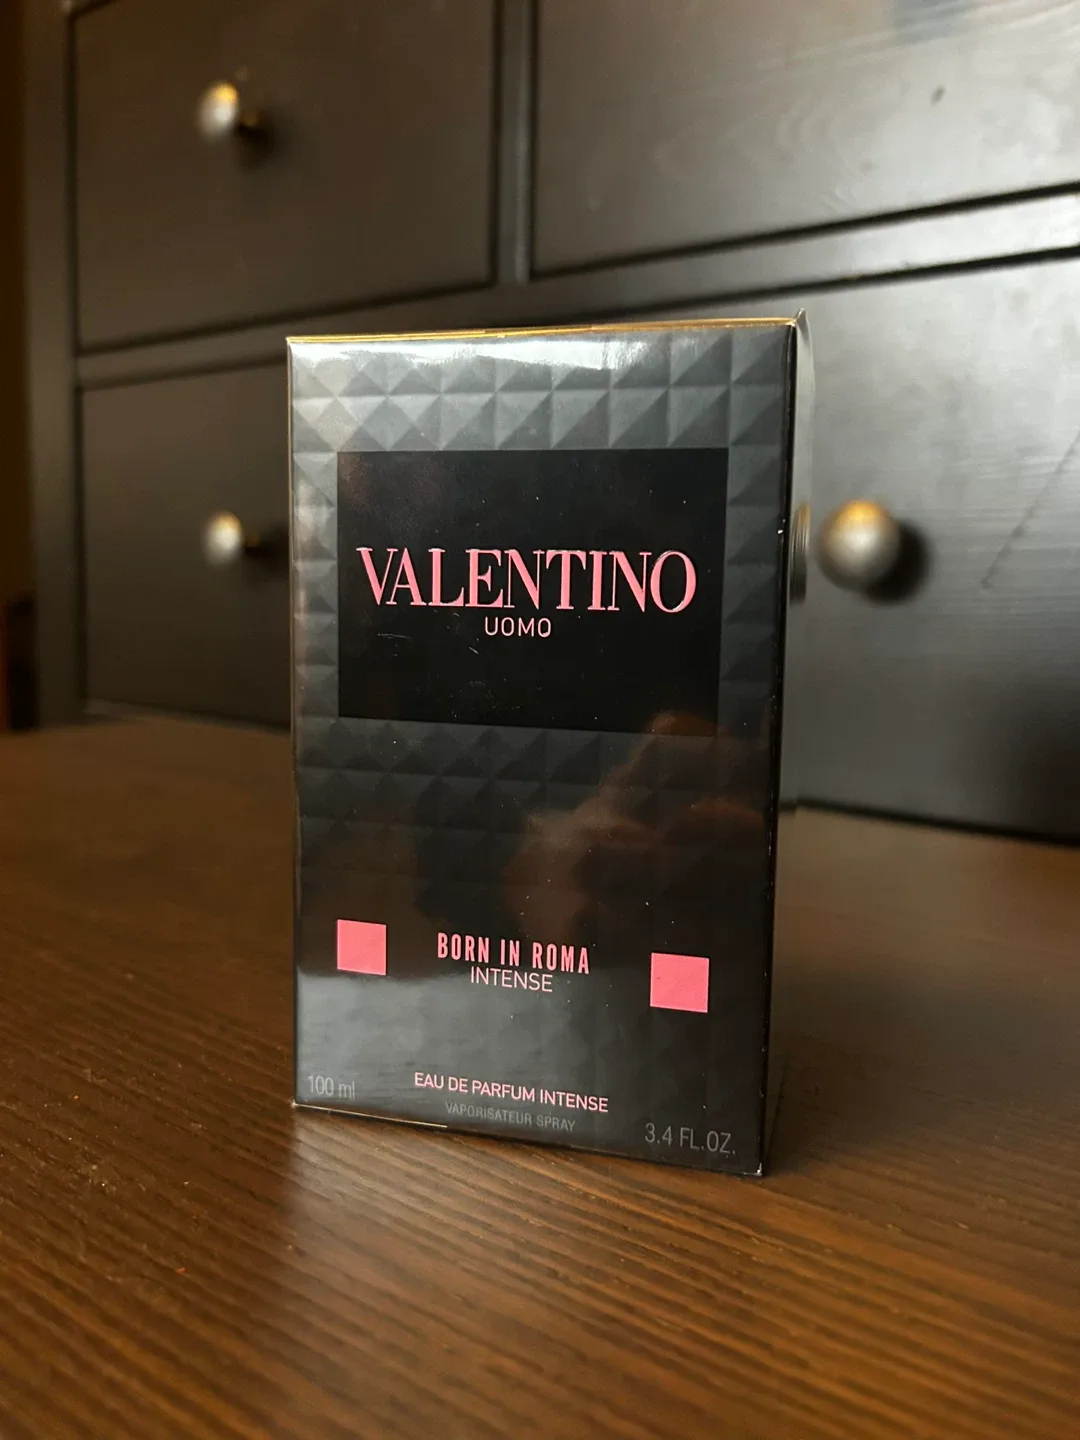 VALENTINO
UOMO
BORN IN ROMA
INTENSE
EAU DE PARFUM INTENSE
VAPORISATEUR SPRAY
100 ml
3.4 FL.OZ.